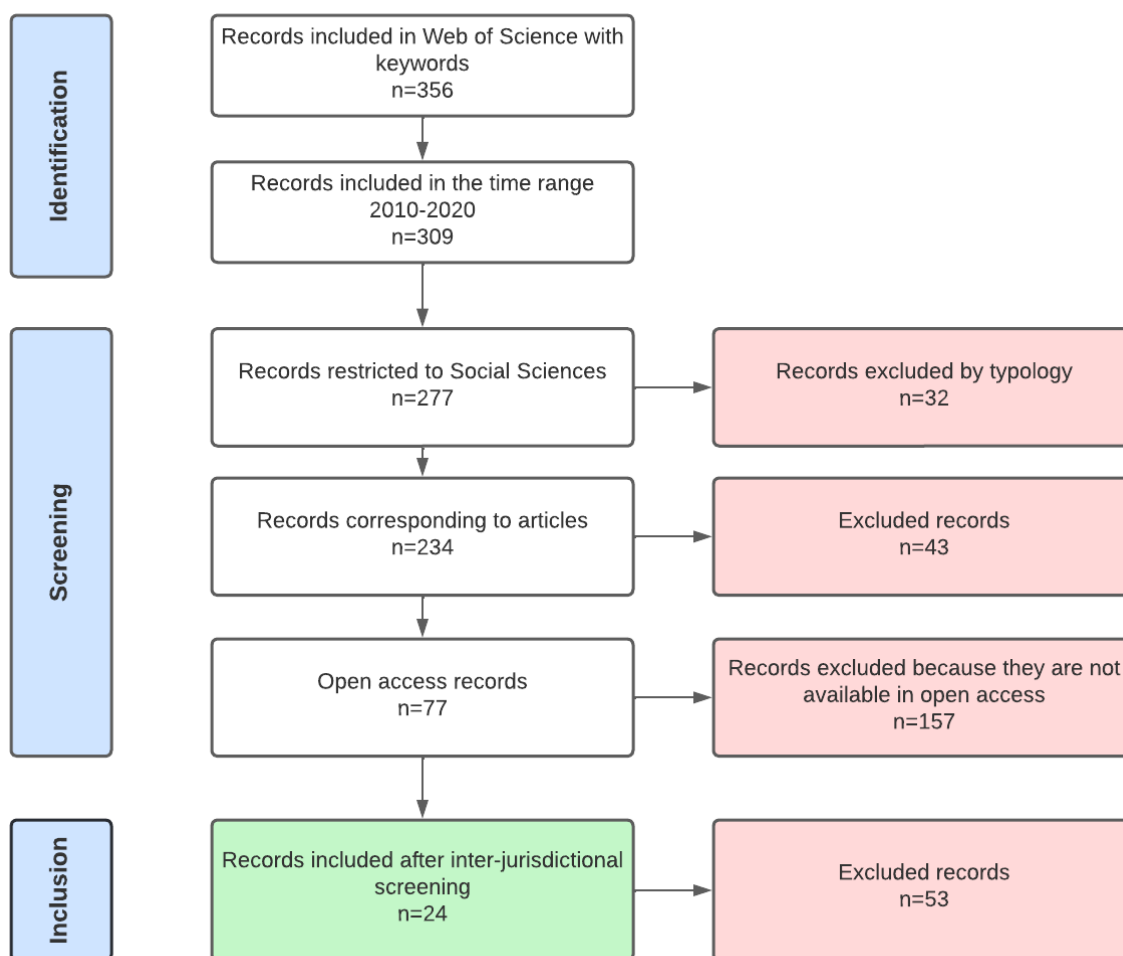 Identification
Records included in Web of Science with
keywords
n=356
Records included in the time range
2010-2020
n=309
Screening
Records restricted to Social Sciences
n=277
Records excluded by typology
n=32
Records corresponding to articles
n=234
Excluded records
n=43
Open access records
n=77
Records excluded because they are not
available in open access
n=157
Inclusion
Records included after inter-jurisdictional
screening
n=24
Excluded records
n=53